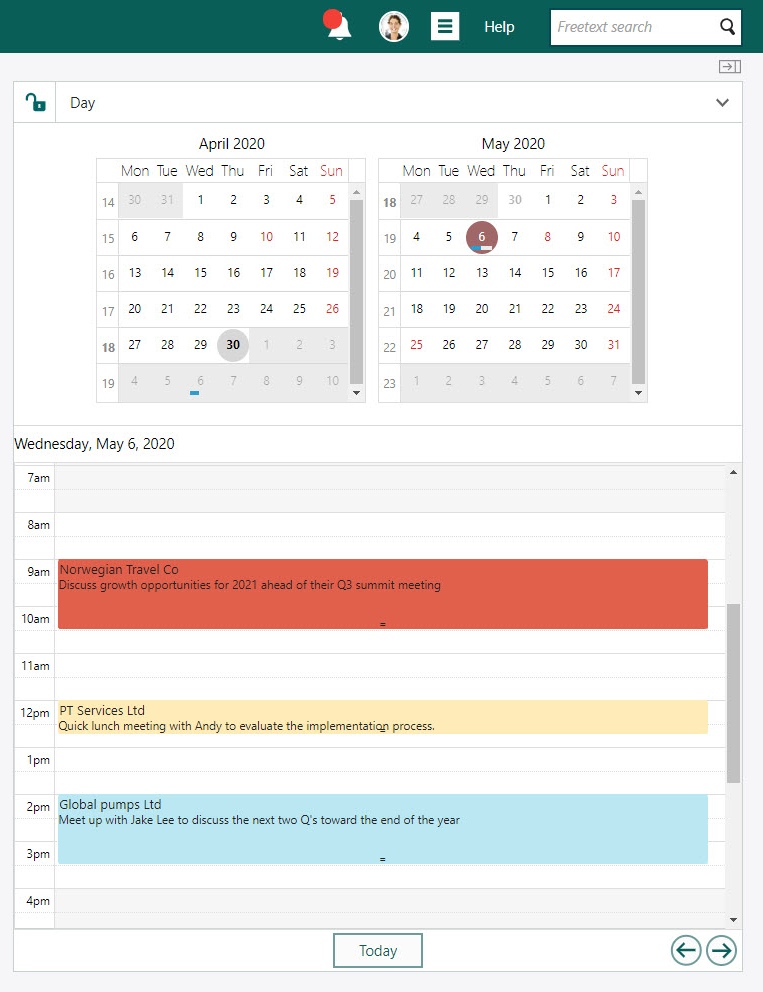 Help
Freetext search
Day
April 2020
Mon Tue Wed Thu Fri Sat Sun
14 30 31 1 2 3 4 5
15 6 7 8 9 10 11 12
16 13 14 15 16 17 18 19
17 20 21 22 23 24 25 26
18 27 28 29 30 1 2 3
19 4 5 6 7 8 9 10
May 2020
Mon Tue Wed Thu Fri Sat Sun
18 27 28 29 30 1 2 3
19 4 5 6 7 8 9 10
20 11 12 13 14 15 16 17
21 18 19 20 21 22 23 24
22 25 26 27 28 29 30 31
23 1 2 3 4 5 6 7
Wednesday, May 6, 2020
7am
8am
9am
Norwegian Travel Co
Discuss growth opportunities for 2021 ahead of their Q3 summit meeting
10am
11am
12pm
PT Services Ltd
Quick lunch meeting with Andy to evaluate the implementation process.
1pm
2pm
Global pumps Ltd
Meet up with Jake Lee to discuss the next two Q's toward the end of the year
3pm
4pm
Today